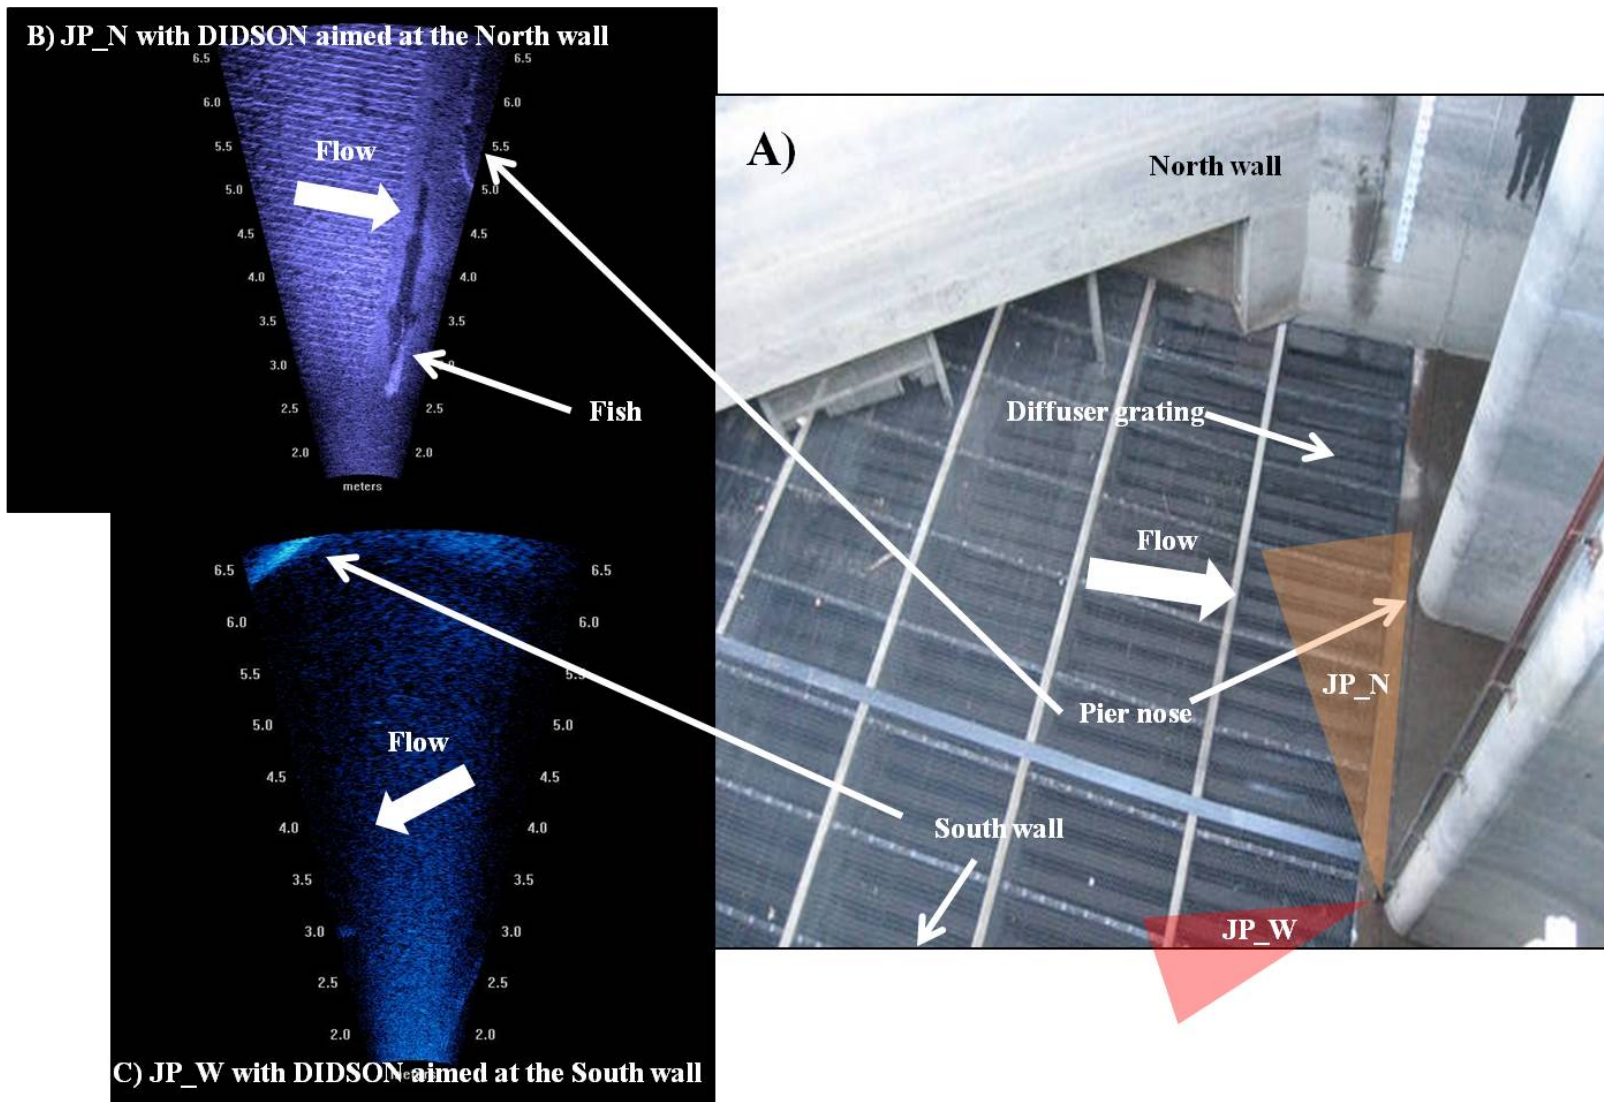 B) JP_N with DIDSON aimed at the North wall
6.5 6.5
6.0 6.0
Flow
5.5 5.5
5.0 5.0
4.5 4.5
4.0 4.0
3.5 3.5
3.0
Fish
2.5 2.5
2.0 2.0
meters
A)
North wall
Diffuser grating
Flow
JP_N
Pier nose
South wall
JP_W
6.5 6.5
6.0 6.0
5.5 5.5
5.0 5.0
Flow
4.5 4.5
4.0 4.0
3.5 3.5
3.0 3.0
2.5 2.5
2.0 2.0
C) JP_W with DIDSON aimed at the South wall